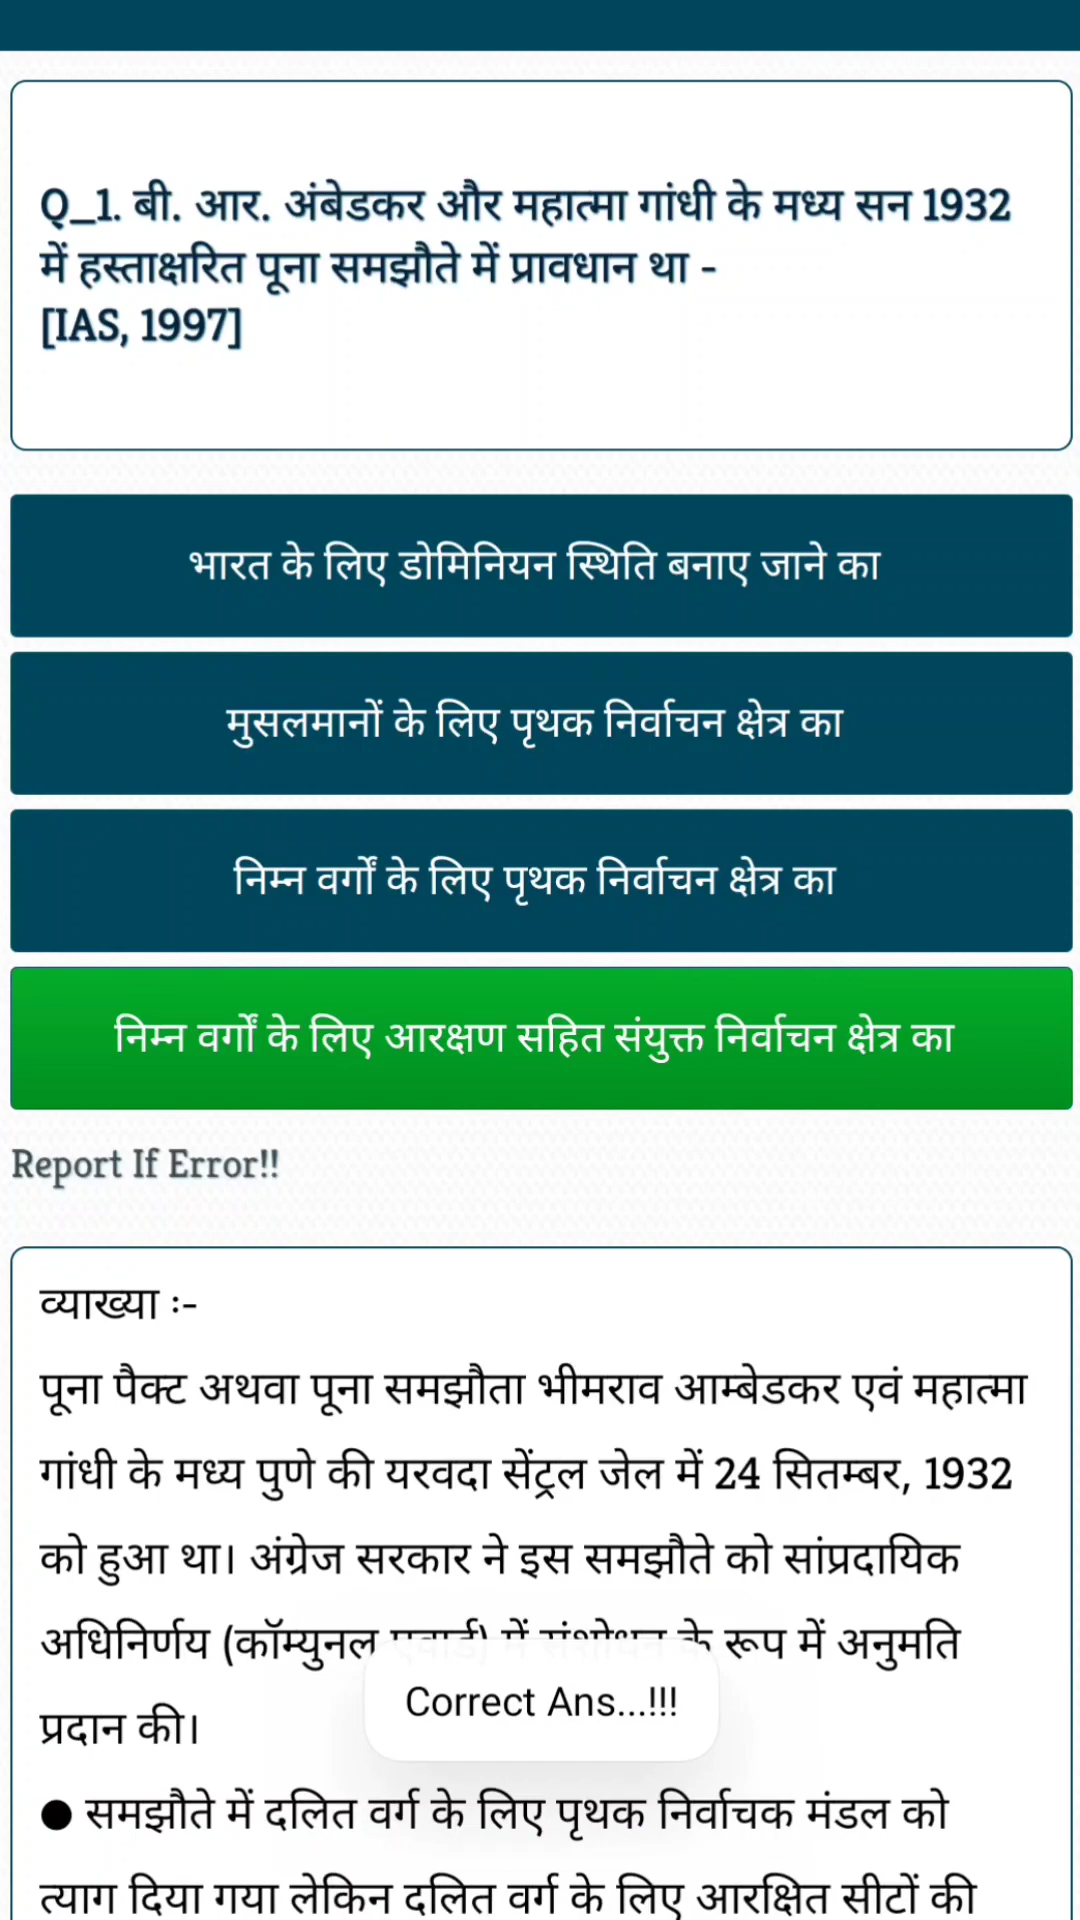 Q_1. बी. आर. अंबेडकर और महात्मा गांधी के मध्य सन 1932
में हस्ताक्षरित पूना समझौते में प्रावधान था -
[IAS, 1997]
भारत के लिए डोमिनियन स्थिति बनाए जाने का
मुसलमानों के लिए पृथक निर्वाचन क्षेत्र का
निम्न वर्गों के लिए पृथक निर्वाचन क्षेत्र का
निम्न वर्गों के लिए आरक्षण सहित संयुक्त निर्वाचन क्षेत्र का
Report If Error!!
व्याख्या :-
पूना पैक्ट अथवा पूना समझौता भीमराव आम्बेडकर एवं महात्मा
गांधी के मध्य पुणे की यरवदा सेंट्रल जेल में 24 सितम्बर, 1932
को हुआ था। अंग्रेज सरकार ने इस समझौते को सांप्रदायिक
अधिनिर्णय (कॉम्युनल एवार्ड) में संशोधन के रूप में अनुमति
प्रदान की।
Correct Ans...!!!
● समझौते में दलित वर्ग के लिए पृथक निर्वाचक मंडल को
त्याग दिया गया लेकिन दलित वर्ग के लिए आरक्षित सीटों की